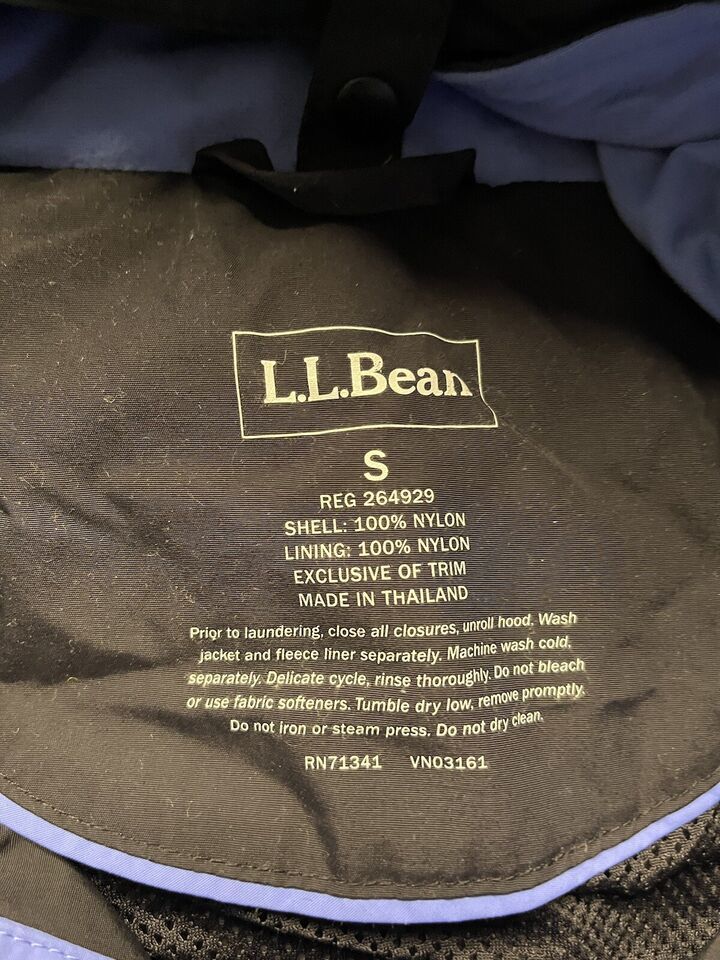 L.L.Bean
S
REG 264929
SHELL: 100% NYLON
LINING: 100% NYLON
EXCLUSIVE OF TRIM
MADE IN THAILAND
Prior to laundering, close all closures, unroll hood. Wash
jacket and fleece liner separately. Machine wash cold,
separately. Delicate cycle, rinse thoroughly. Do not bleach
or use fabric softeners. Tumble dry low, remove promptly.
Do not iron or steam press. Do not dry clean.
RN71341 VN03161